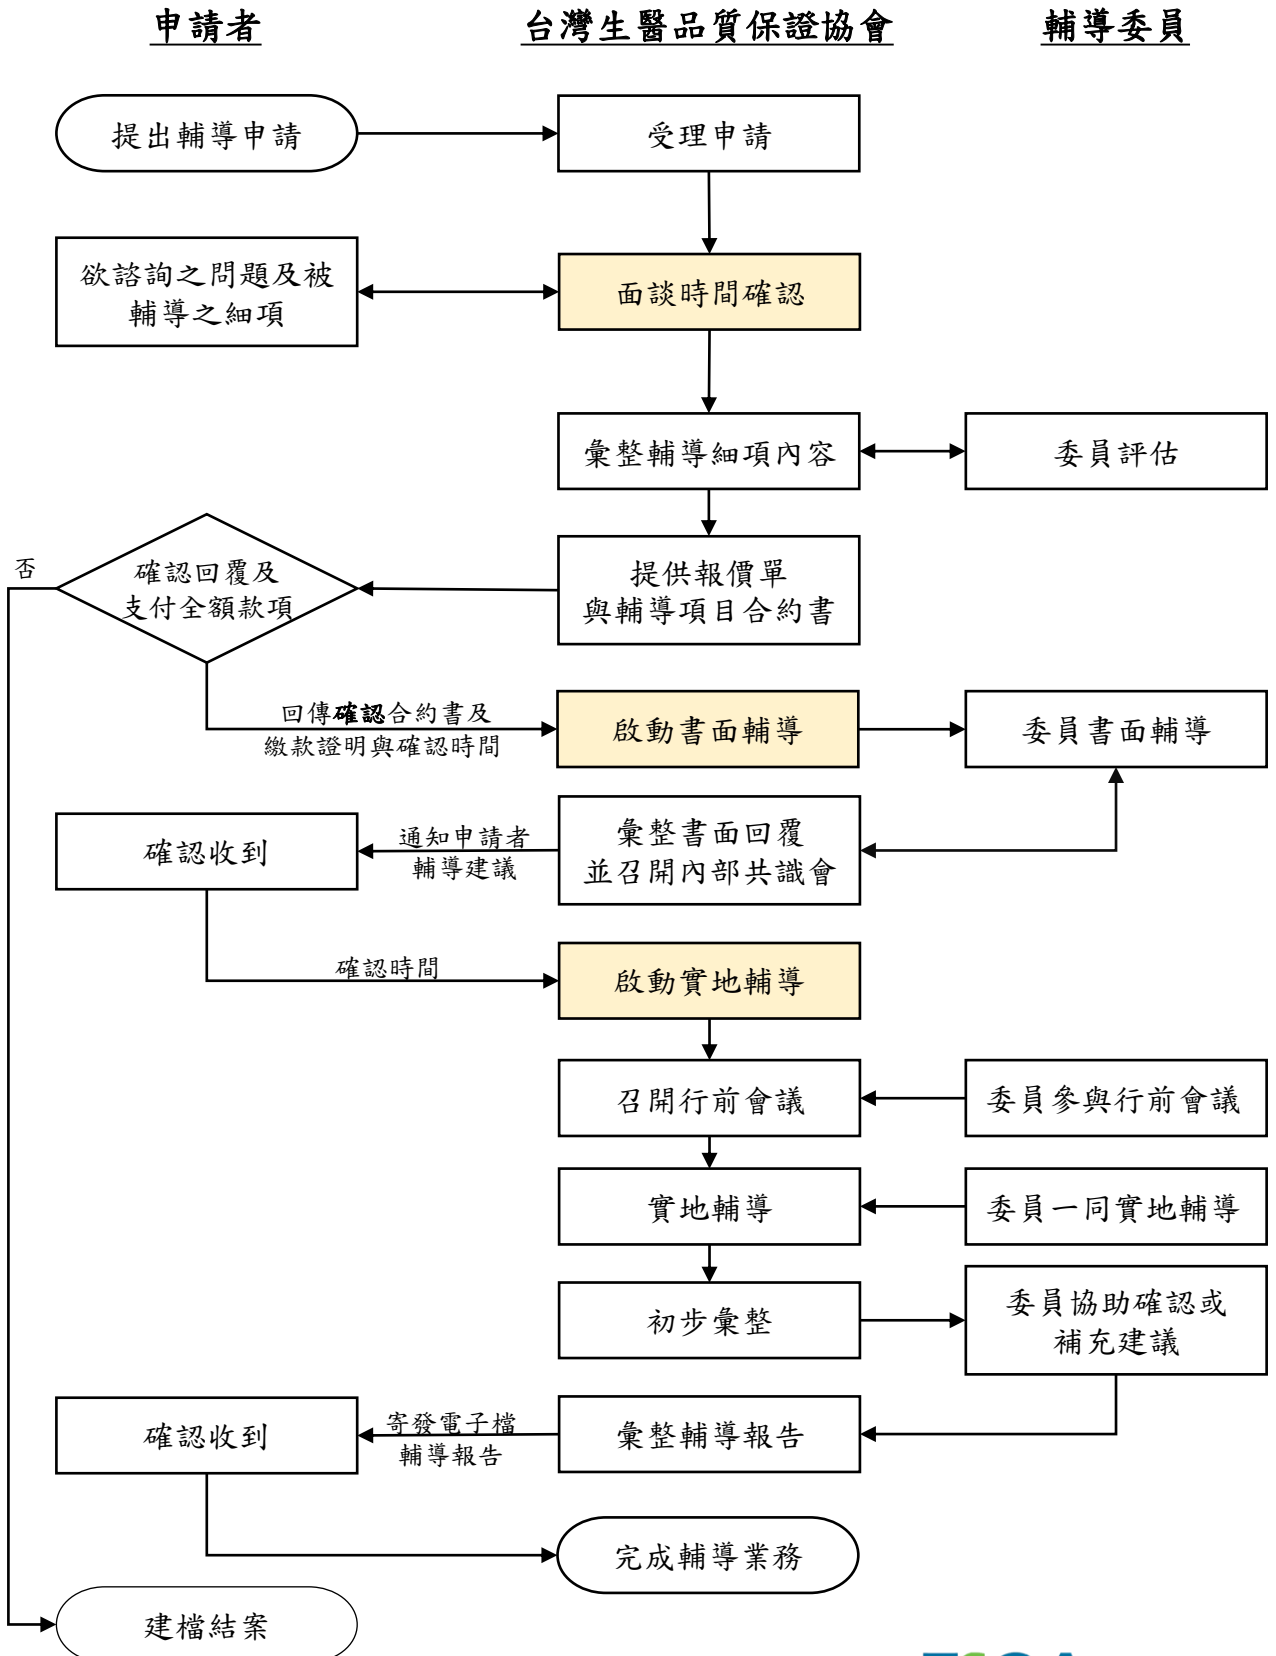 申請者
台灣生醫品質保證協會
輔導委員
提出輔導申請
受理申請
欲諮詢之問題及被
輔導之細項
面談時間確認
彙整輔導細項內容
委員評估
否
確認回覆及
支付全額款項
提供報價單
與輔導項目合約書
回傳確認合約書及
繳款證明與確認時間
啟動書面輔導
委員書面輔導
確認收到
通知申請者
輔導建議
彙整書面回覆
並召開內部共識會
確認時間
啟動實地輔導
召開行前會議
委員參與行前會議
實地輔導
委員一同實地輔導
初步彙整
委員協助確認或
補充建議
確認收到
寄發電子檔
輔導報告
彙整輔導報告
完成輔導業務
建檔結案